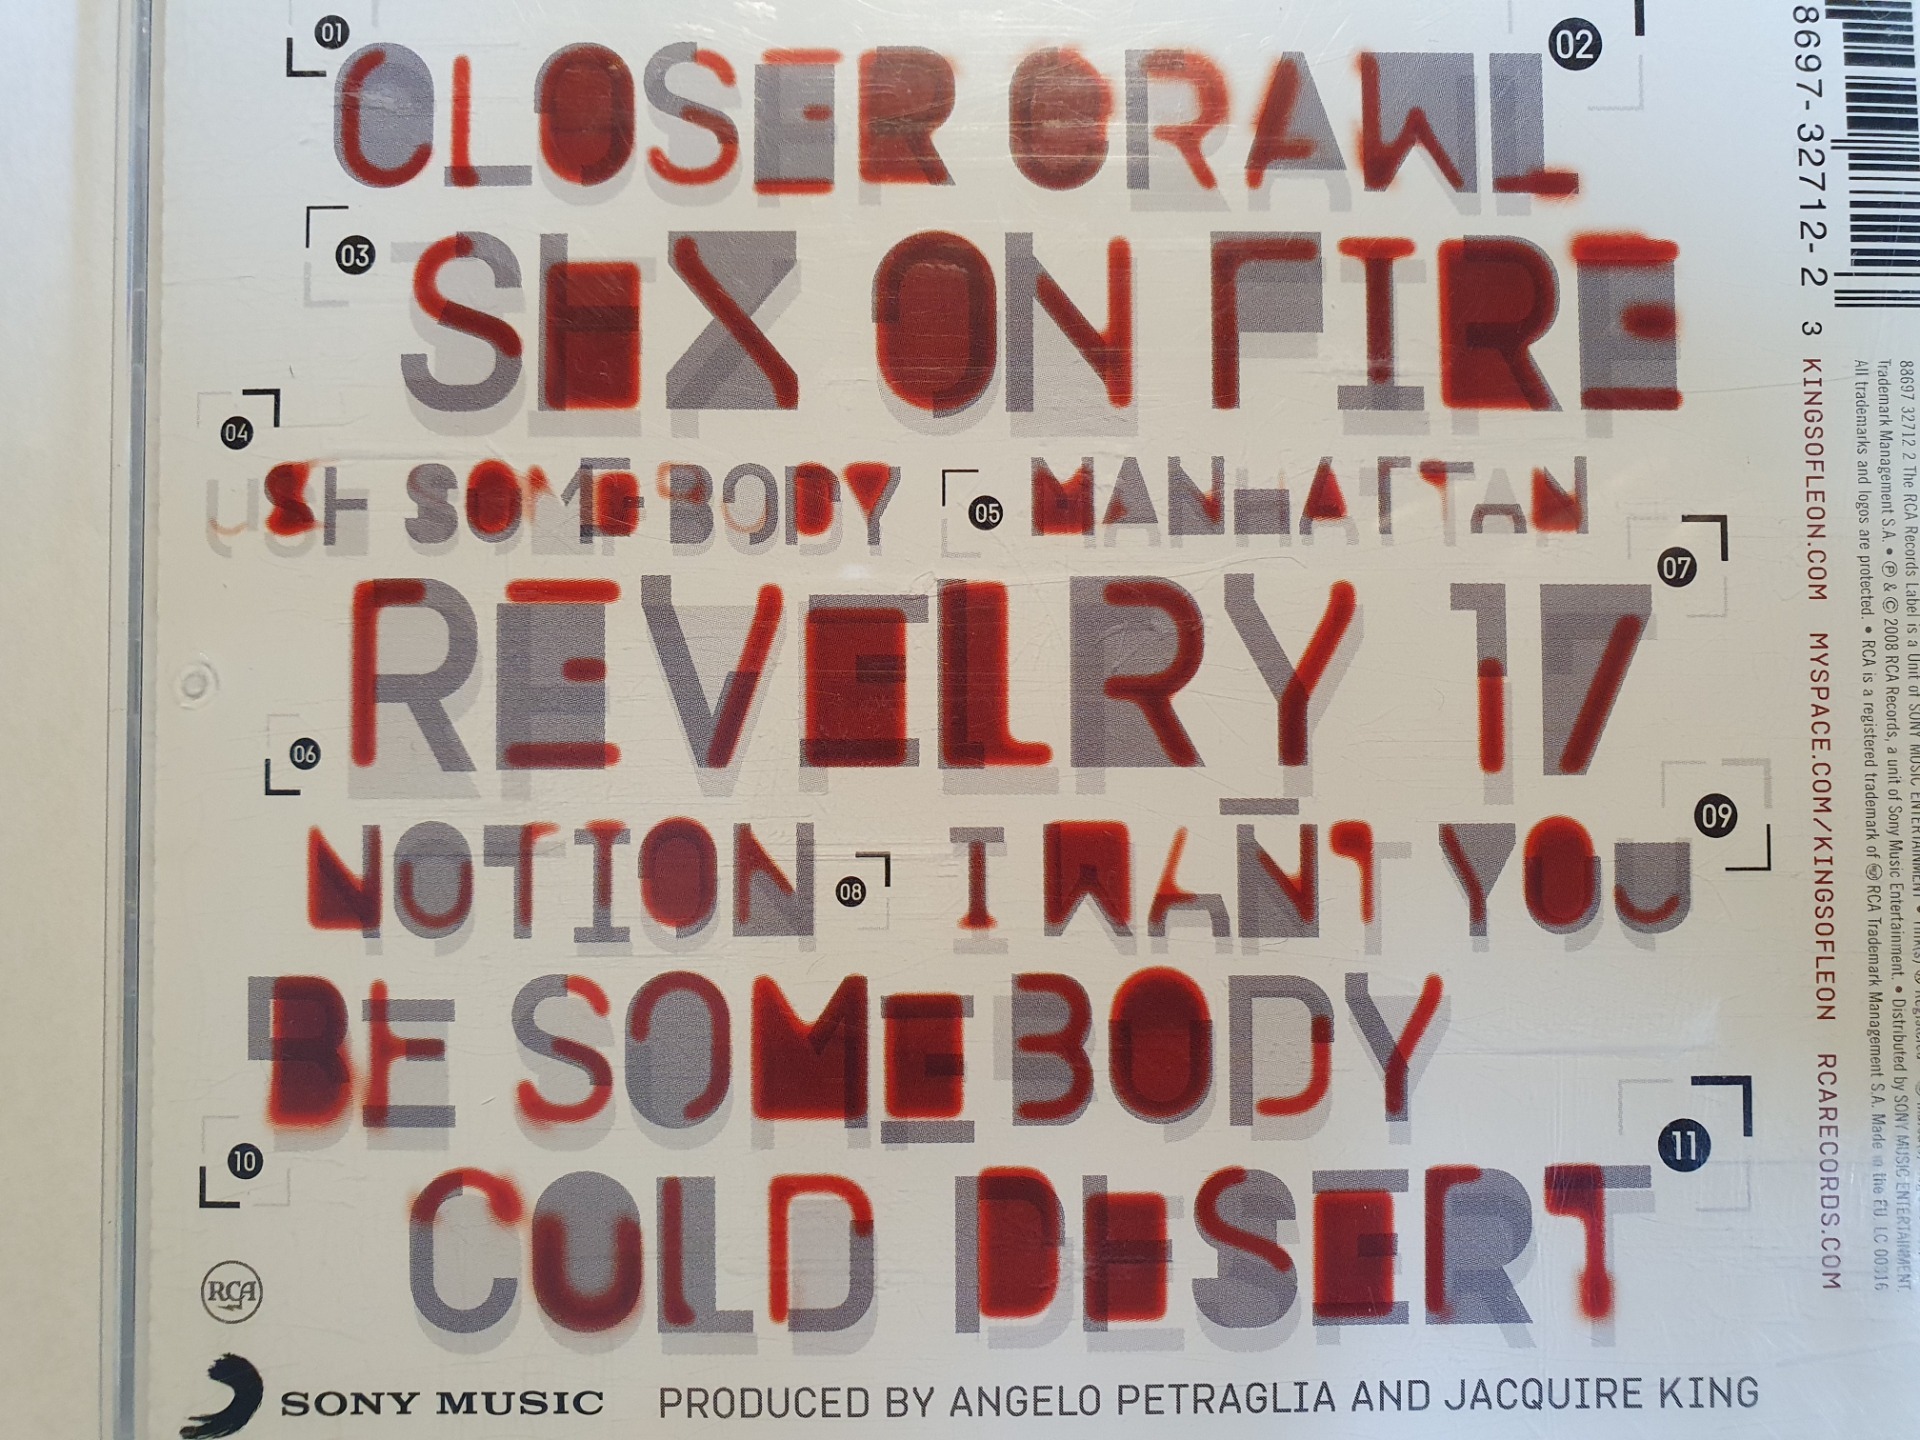 01 CLOSER CRAWL 02
03 SEX ON FIRE
04 USE SOMEBODY 05 MANHATTAN
06 REVELRY 17 07
NOTION 08 I WANT YOU 09
BE SOMEBODY
10 COLD DESERT 11
RCA
SONY MUSIC PRODUCED BY ANGELO PETRAGLIA AND JACQUIRE KING
88697-32712-2 3
KINGSOFLEON.COM MYSPACE.COM/KINGSOFLEON RCARECORDS.COM
88697 32712 2 The RCA Records Label is a Unit of SONY MUSIC ENTERTAINMENT
Trademark Management S.A. • ℗ & © 2008 RCA Records, a unit of Sony Music Entertainment. • Distributed by SONY MUSIC ENTERTAINMENT.
All trademarks and logos are protected. • RCA is a registered trademark of RCA Trademark Management S.A. Made in the EU. LC 00316